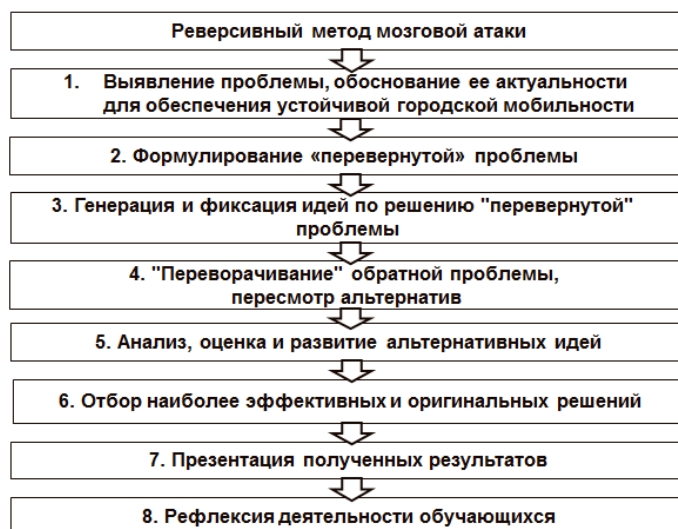 Реверсивный метод мозговой атаки
1. Выявление проблемы, обоснование ее актуальности
для обеспечения устойчивой городской мобильности
2. Формулирование «перевернутой» проблемы
3. Генерация и фиксация идей по решению "перевернутой"
проблемы
4. "Переворачивание" обратной проблемы,
пересмотр альтернатив
5. Анализ, оценка и развитие альтернативных идей
6. Отбор наиболее эффективных и оригинальных решений
7. Презентация полученных результатов
8. Рефлексия деятельности обучающихся